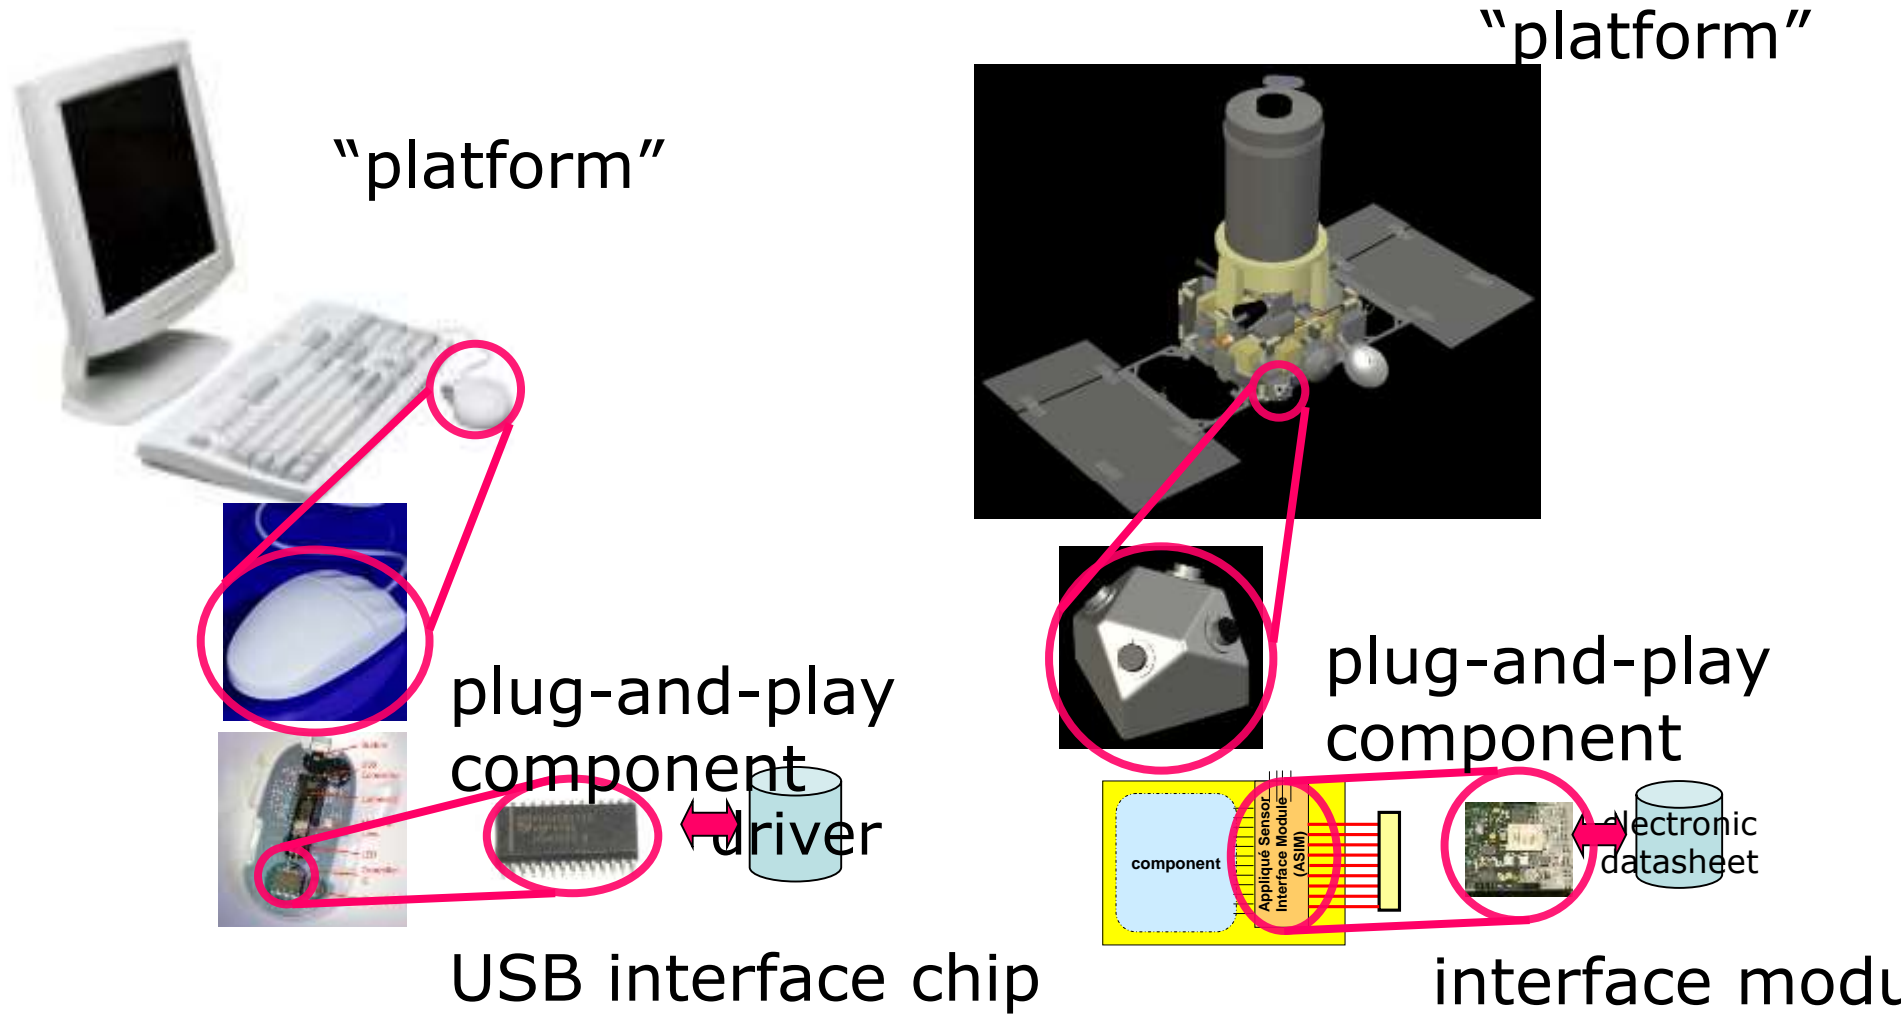 “platform”
“platform”
plug-and-play
component
driver
USB interface chip
plug-and-play
component
component
Appliqué Sensor
Interface Module
(ASIM)
electronic
datasheet
interface modu